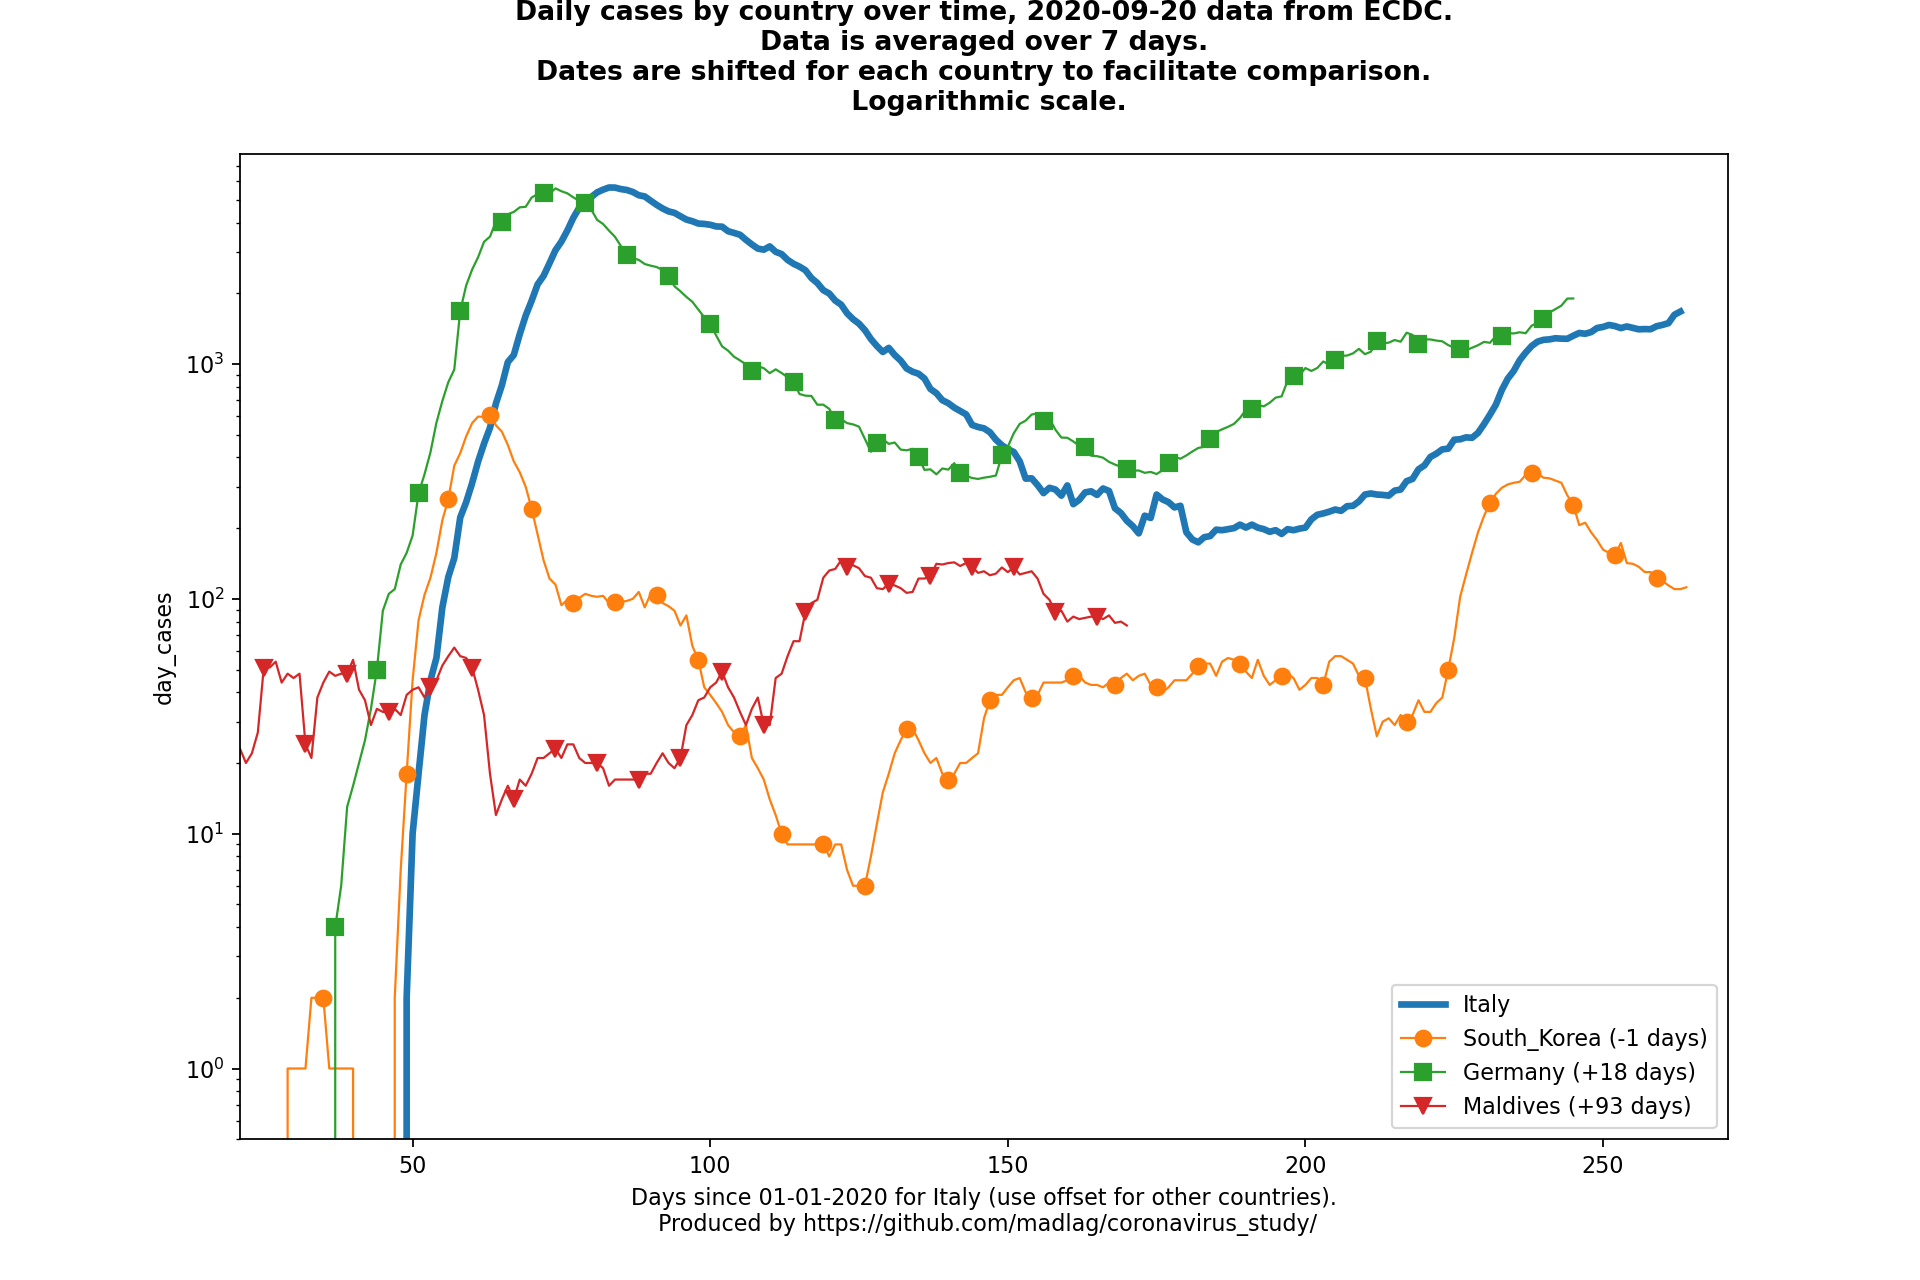 Daily cases by country over time, 2020-09-20 data from ECDC.
Data is averaged over 7 days.
Dates are shifted for each country to facilitate comparison.
Logarithmic scale.
day_cases
10³
10²
10¹
10⁰
50
100
150
200
250
Italy
South_Korea (-1 days)
Germany (+18 days)
Maldives (+93 days)
Days since 01-01-2020 for Italy (use offset for other countries).
Produced by https://github.com/madlag/coronavirus_study/